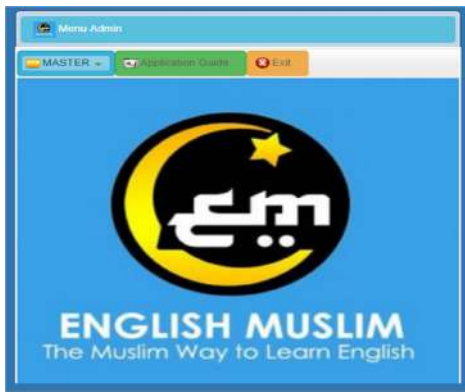 Menu Admin
MASTER Application Guide Exit
ENGLISH MUSLIM
The Muslim Way to Learn English